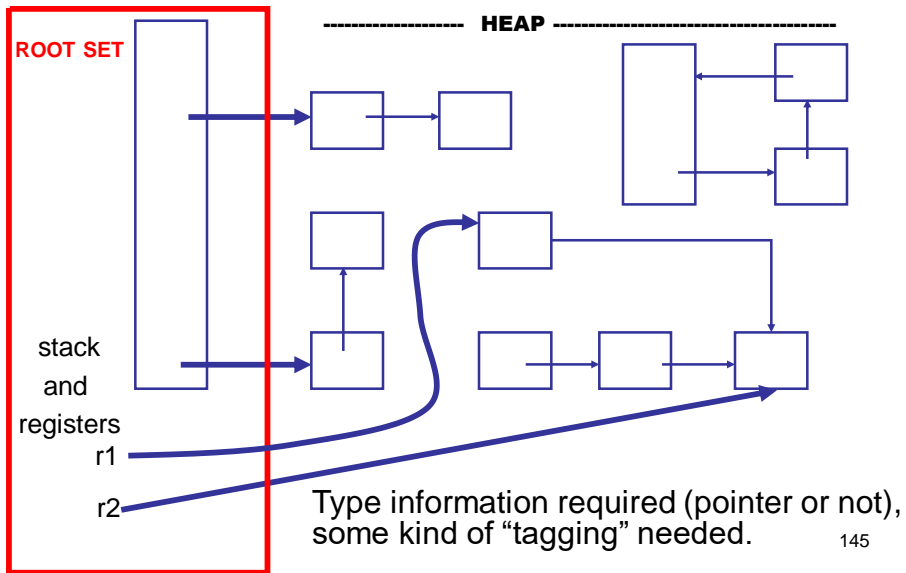 -------------------- HEAP ----------------------------------------
ROOT SET
stack
and
registers
r1
r2
Type information required (pointer or not),
some kind of “tagging” needed.
145